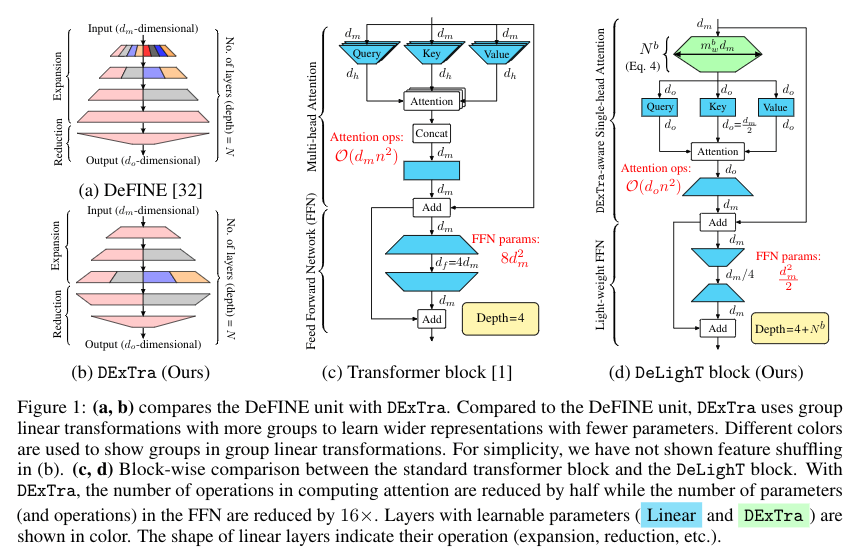 Input (d_m-dimensional)
Expansion
Reduction
No. of layers (depth) = N
Output (d_o-dimensional)
(a) DeFINE [32]
Input (d_m-dimensional)
Expansion
Reduction
No. of layers (depth) = N
Output (d_o-dimensional)
(b) DExTra (Ours)
Multi-head Attention
Feed Forward Network (FFN)
d_m d_m d_m
Query Key Value
d_h d_h d_h
Attention
Concat
Attention ops:
O(d_m n^2)
d_m
d_m
Add
d_m
FFN params:
8d_m^2
d_f=4d_m
d_m
Add
Depth=4
(c) Transformer block [1]
DExTra-aware Single-head Attention
Light-weight FFN
d_m
N^b
(Eq. 4)
m_w^b d_m
d_o d_o d_o
Query Key Value
d_o d_o=d_m/2 d_o
Attention
Attention ops:
O(d_o n^2)
d_o
d_m
Add
d_m
FFN params:
d_m^2/2
d_m/4
d_m
Add
Depth=4+N^b
(d) DeLighT block (Ours)
Figure 1: (a, b) compares the DeFINE unit with DExTra. Compared to the DeFINE unit, DExTra uses group
linear transformations with more groups to learn wider representations with fewer parameters. Different colors
are used to show groups in group linear transformations. For simplicity, we have not shown feature shuffling
in (b). (c, d) Block-wise comparison between the standard transformer block and the DeLighT block. With
DExTra, the number of operations in computing attention are reduced by half while the number of parameters
(and operations) in the FFN are reduced by 16×. Layers with learnable parameters ( Linear and DExTra ) are
shown in color. The shape of linear layers indicate their operation (expansion, reduction, etc.).